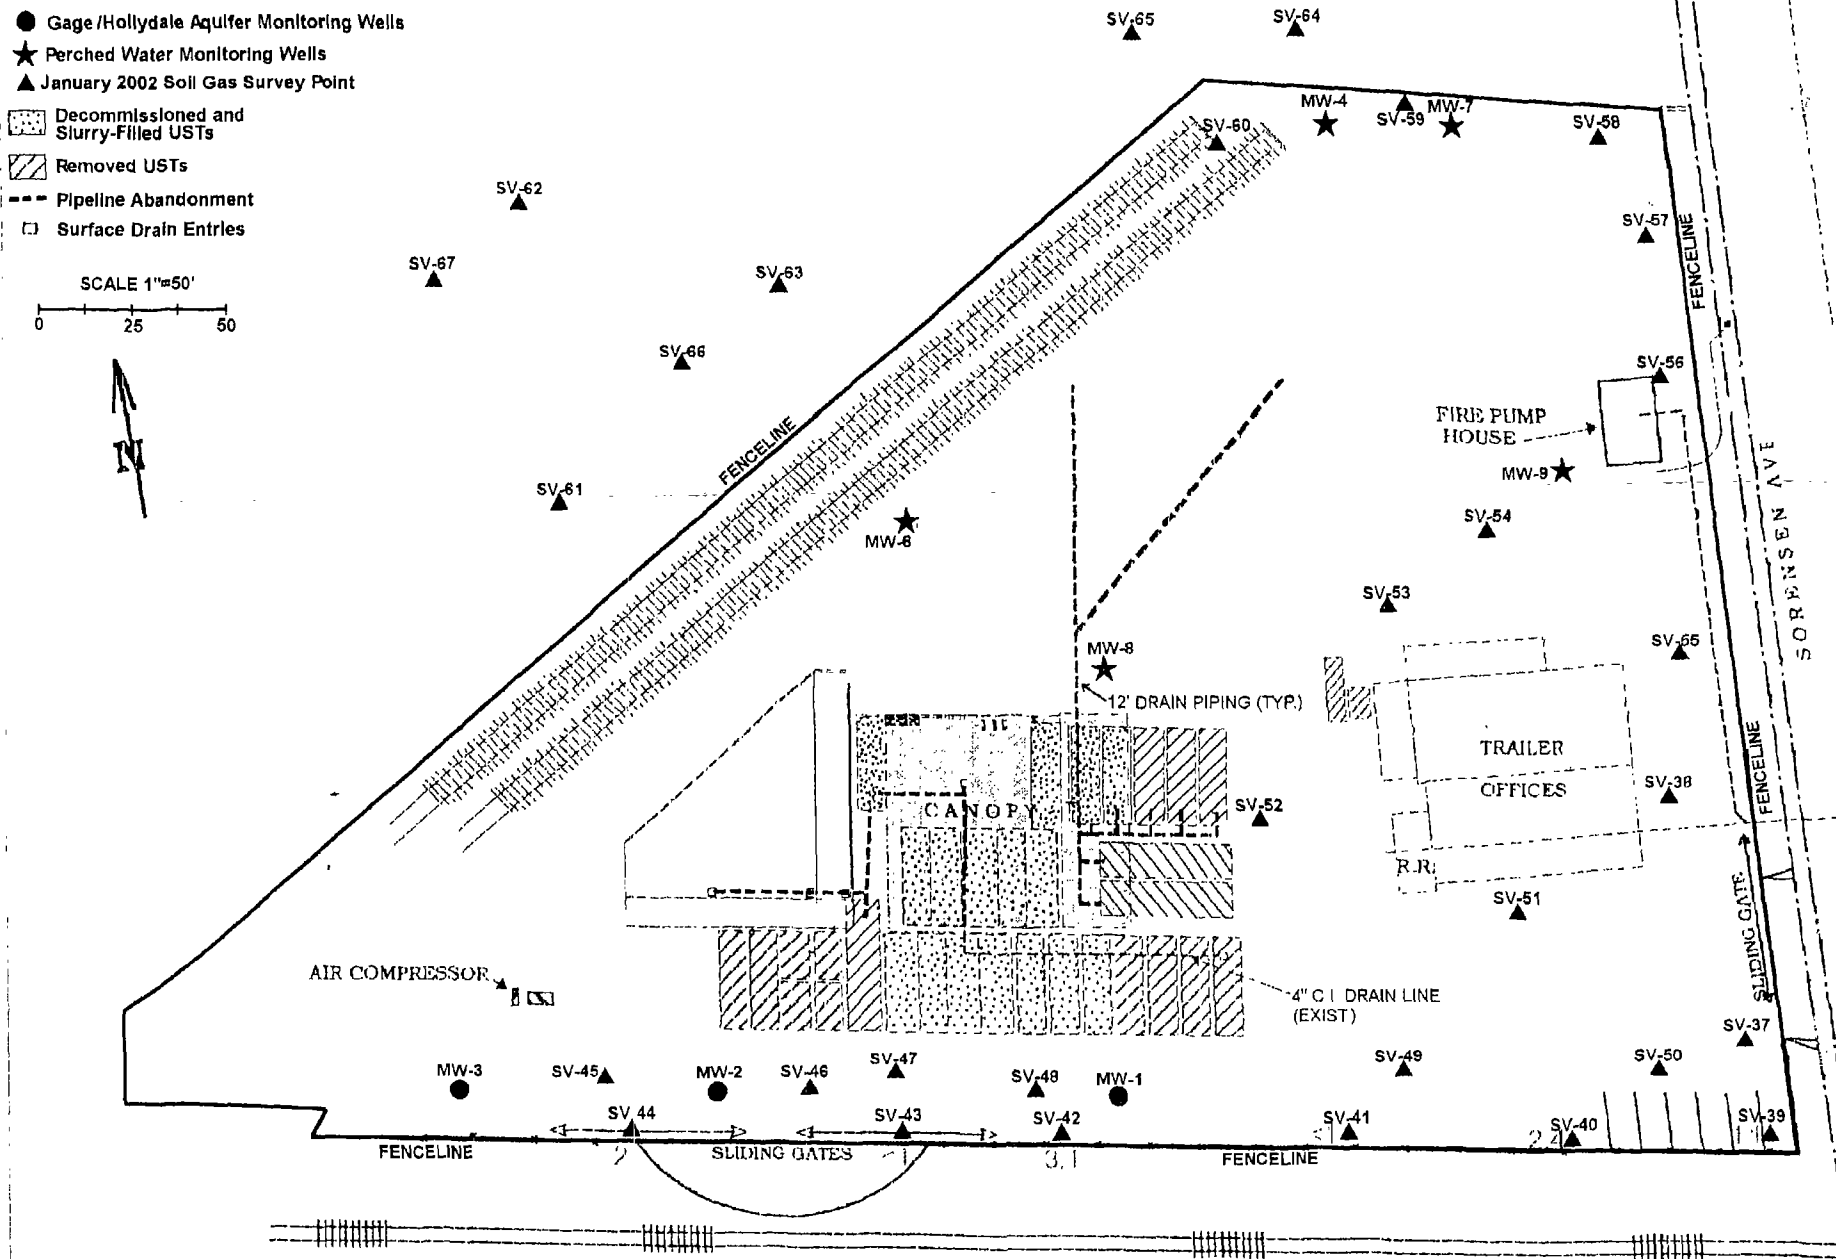 Gage/Hollydale Aquifer Monitoring Wells
Perched Water Monitoring Wells
January 2002 Soil Gas Survey Point
Decommissioned and
Slurry-Filled USTs
Removed USTs
Pipeline Abandonment
Surface Drain Entries
SCALE 1"=50'
0 25 50
N
SV-65
SV-64
MW-4
SV-59
MW-7
SV-58
SV-60
SV-62
SV-57
FENCELINE
SV-67
SV-63
SV-66
SV-56
FIRE PUMP
HOUSE
FENCELINE
MW-9
SORENSEN AVE
SV-61
MW-6
SV-54
SV-53
SV-55
MW-8
12' DRAIN PIPING (TYP.)
TRAILER
OFFICES
FENCELINE
SV-38
CANOPY
SV-52
R.R
SV-51
SLIDING GATE
AIR COMPRESSOR
4" C I DRAIN LINE
(EXIST)
SV-37
MW-3
SV-45
MW-2
SV-46
SV-47
SV-48
MW-1
SV-49
SV-50
SV 44
SV-43
SV-42
SV-41
SV-40
SV-39
FENCELINE
2
SLIDING GATES
3.1
FENCELINE